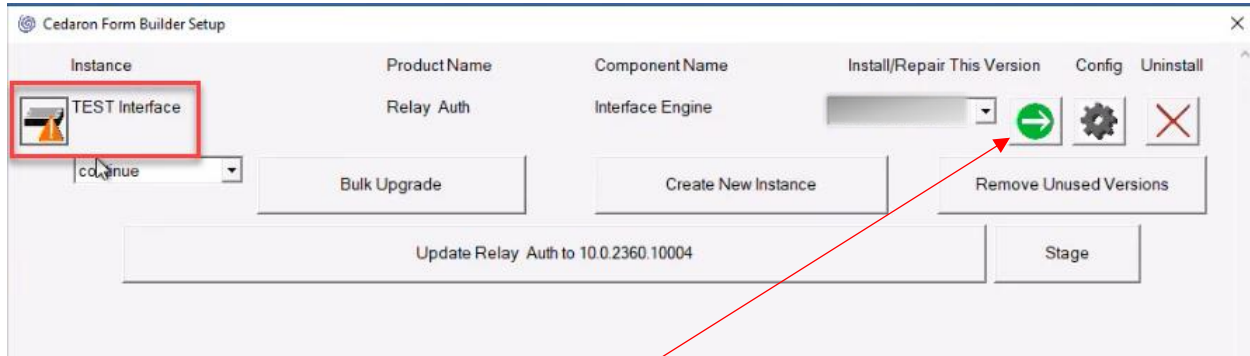 Cedaron Form Builder Setup
Instance Product Name Component Name Install/Repair This Version Config Uninstall
TEST Interface Relay Auth Interface Engine
Bulk Upgrade Create New Instance Remove Unused Versions
Update Relay Auth to 10.0.2360.10004 Stage